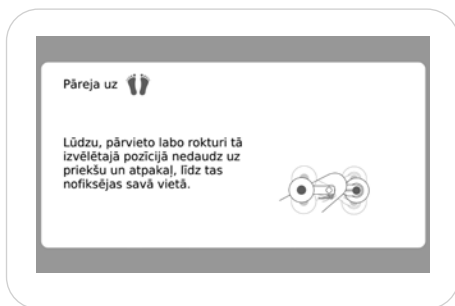 Pāreja uz
Lūdzu, pārvieto labo rokturi tā
izvēlētajā pozīcijā nedaudz uz
priekšu un atpakaļ, līdz tas
nofiksējas savā vietā.